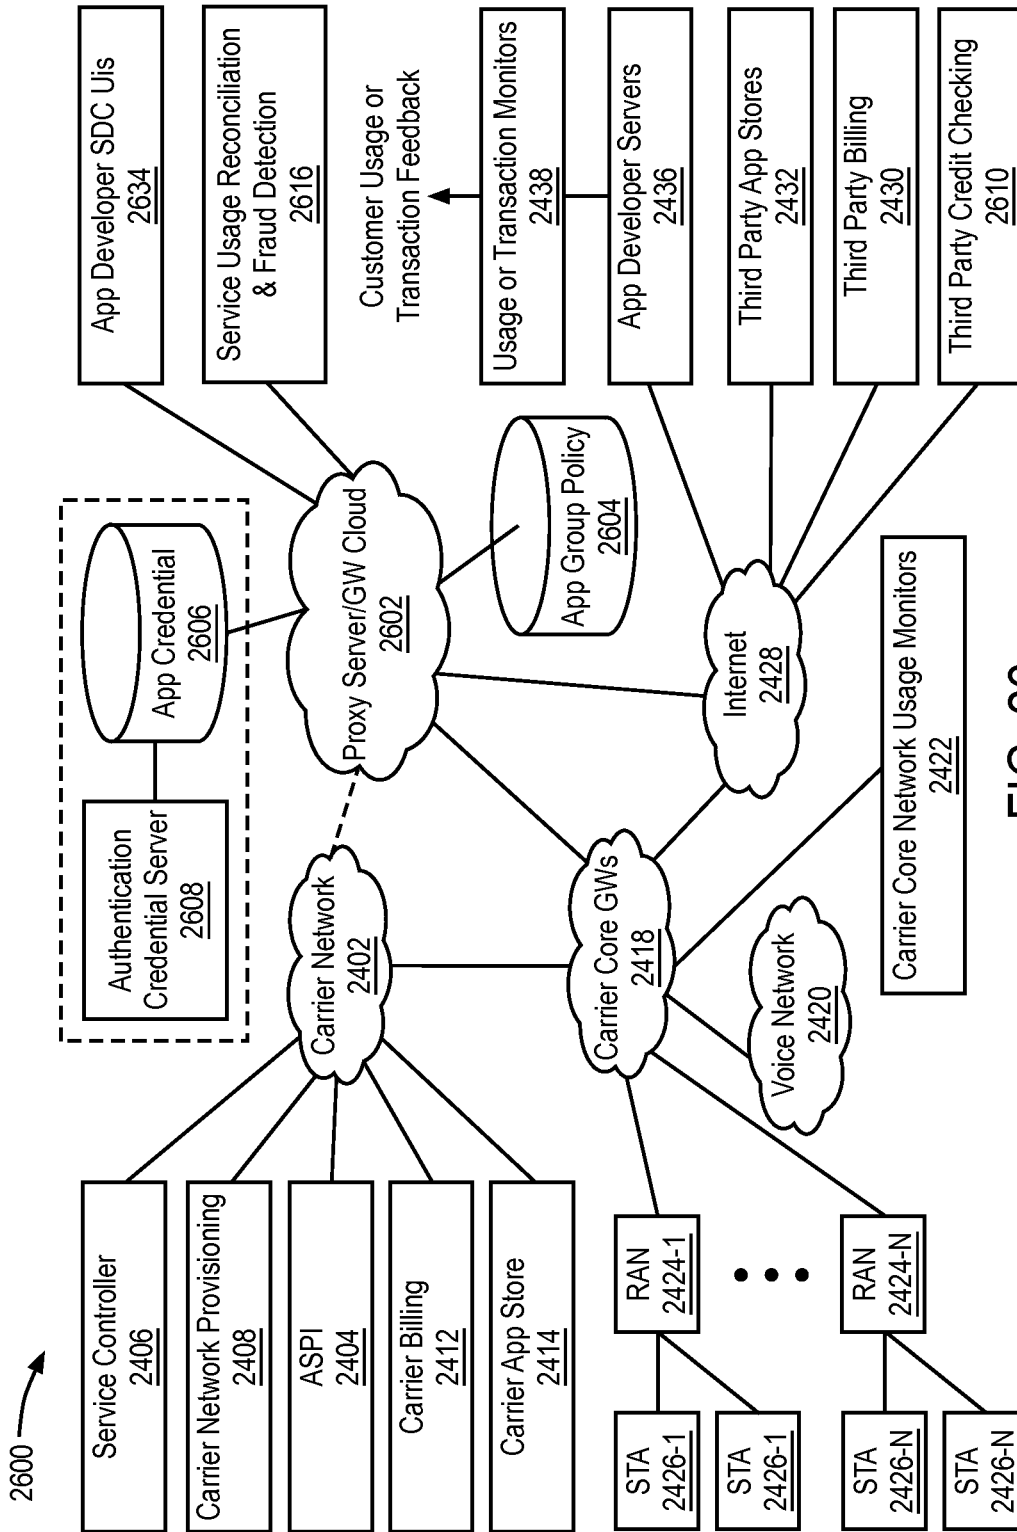 2600
Service Controller
2406
Carrier Network Provisioning
2408
ASPI
2404
Carrier Billing
2412
Carrier App Store
2414
Authentication
Credential Server
2608
App Credential
2606
App Developer SDC Uis
2634
Service Usage Reconciliation
& Fraud Detection
2616
Customer Usage or
Transaction Feedback
Usage or Transaction Monitors
2438
App Developer Servers
2436
Third Party App Stores
2432
Third Party Billing
2430
Third Party Credit Checking
2610
Carrier Network
2402
Proxy Server/GW Cloud
2602
App Group Policy
2604
Carrier Core GWs
2418
Internet
2428
Voice Network
2420
Carrier Core Network Usage Monitors
2422
RAN
2424-1
RAN
2424-N
STA
2426-1
STA
2426-1
STA
2426-N
STA
2426-N